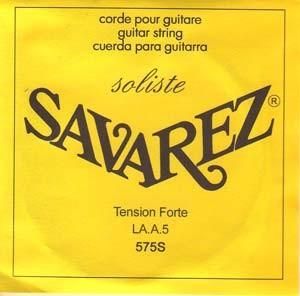 corde pour guitare
guitar string
cuerda para guitarra
soliste
SAVAREZ®
Tension Forte
LA.A.5
575S